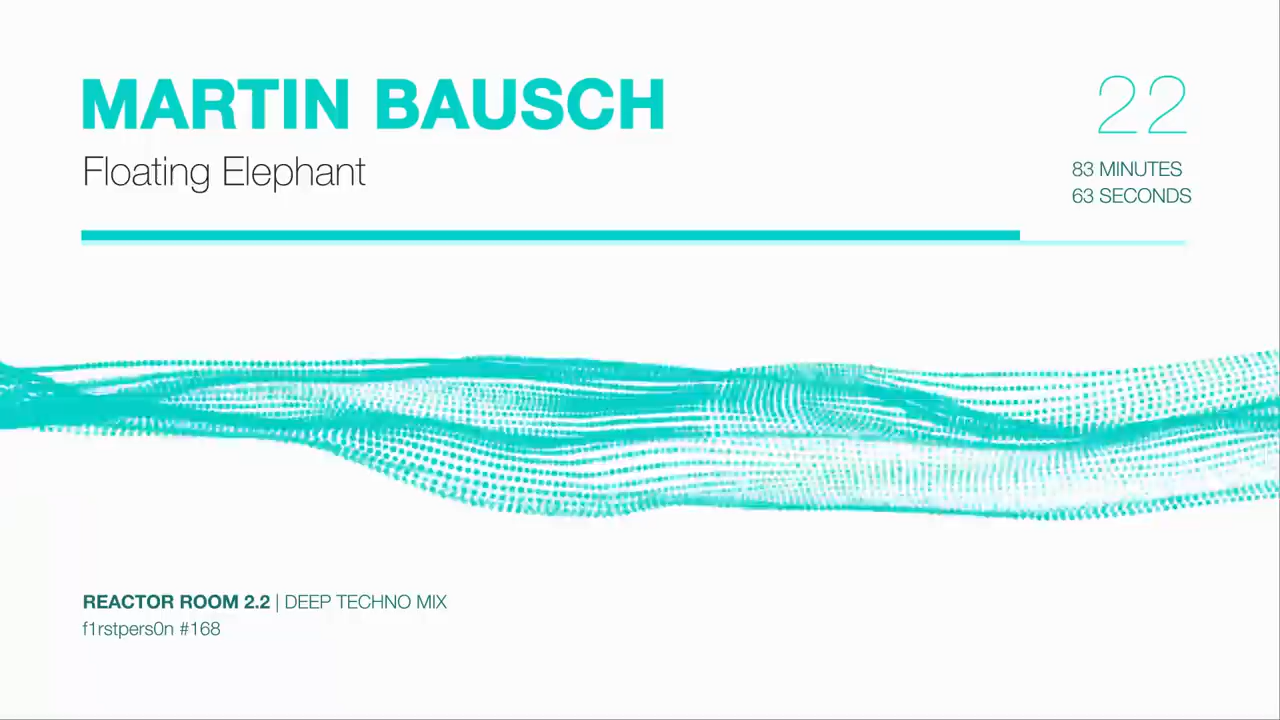 MARTIN BAUSCH
Floating Elephant
22
83 MINUTES
63 SECONDS
REACTOR ROOM 2.2 | DEEP TECHNO MIX
f1rstpers0n #168